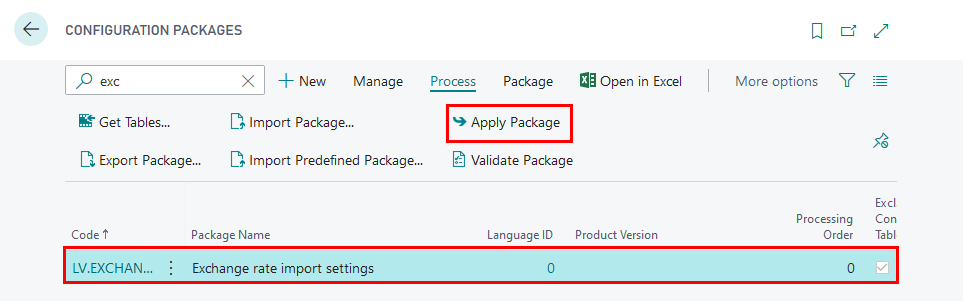 CONFIGURATION PACKAGES
exc
New
Manage
Process
Package
Open in Excel
More options
Get Tables...
Import Package...
Apply Package
Export Package...
Import Predefined Package...
Validate Package
Code ↑
Package Name
Language ID
Product Version
Processing
Order
Excl
Con
Table
LV.EXCHAN...
Exchange rate import settings
0
0